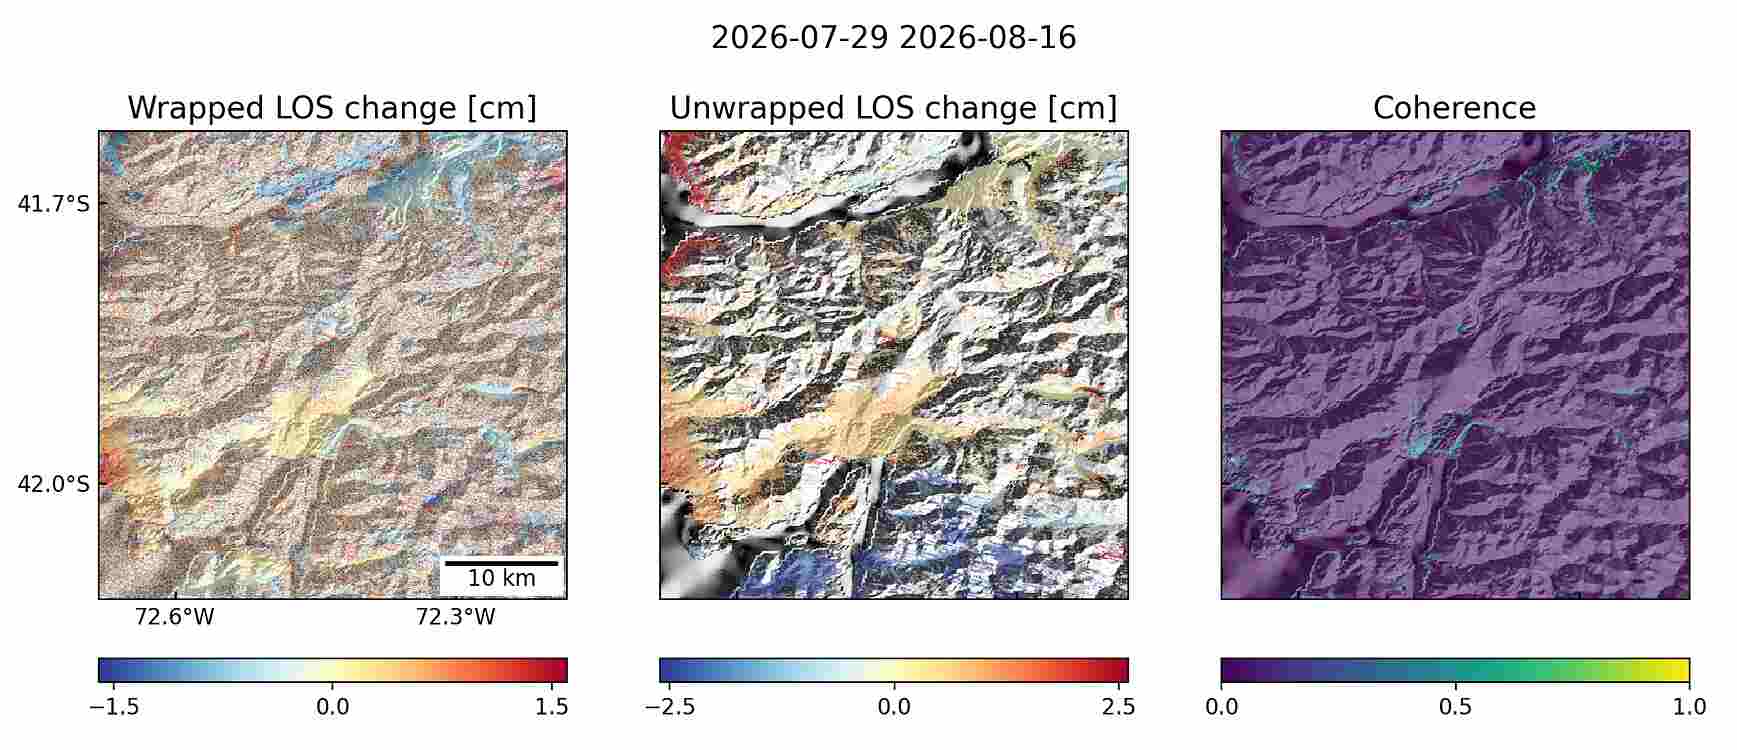 2026-07-29 2026-08-16
Wrapped LOS change [cm]
Unwrapped LOS change [cm]
Coherence
41.7°S
42.0°S
10 km
72.6°W
72.3°W
−1.5
0.0
1.5
−2.5
0.0
2.5
0.0
0.5
1.0